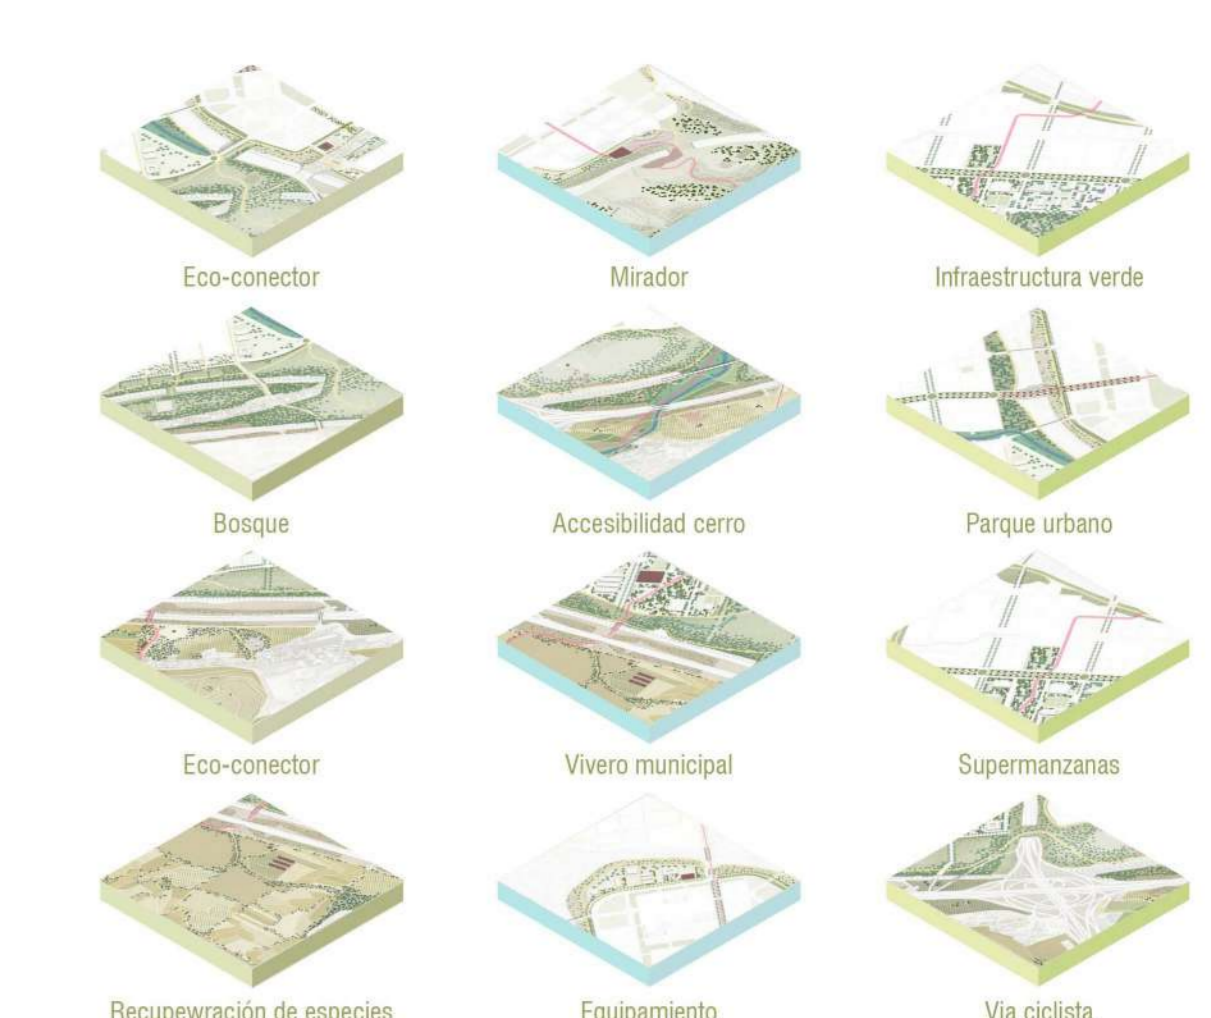 Eco-conector
Mirador
Infraestructura verde
Bosque
Accesibilidad cerro
Parque urbano
Eco-conector
Vivero municipal
Supermanzanas
Recupewración de especies
Equipamiento
Via ciclista